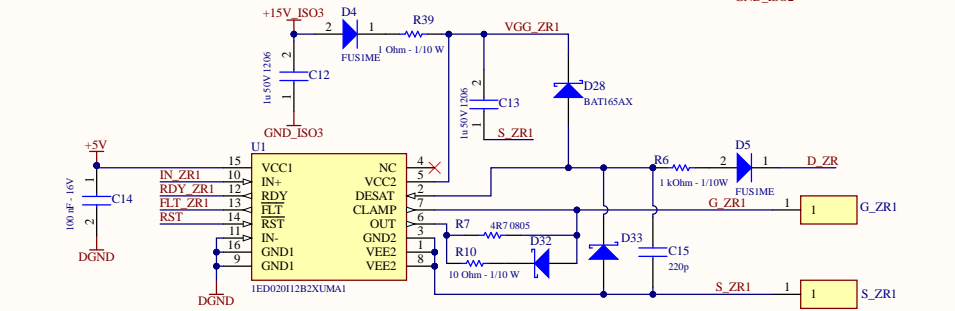 GND_ISO2
+15V_ISO3
D4
2
1
R39
FUS1ME
1 Ohm - 1/10 W
VGG_ZR1
2
1
1u 50V 1206
C12
GND_ISO3
2
1
1u 50V 1206
C13
S_ZR1
D28
BAT165AX
+5V
1
2
100 nF - 16V
C14
DGND
IN_ZR1
RDY_ZR1
FLT_ZR1
RST
DGND
U1
15 VCC1 NC 4
10 IN+ VCC2 5
12 RDY DESAT 2
13 FLT CLAMP 7
14 RST OUT 6
11 IN- GND2 3
16 GND1 VEE2 1
9 GND1 VEE2 8
1ED020I12B2XUMA1
R6
1 kOhm - 1/10W
2
D5
1
FUS1ME
D_ZR
G_ZR1
1
1
G_ZR1
R7
4R7 0805
R10
10 Ohm - 1/10 W
D32
D33
C15
220p
S_ZR1
1
1
S_ZR1